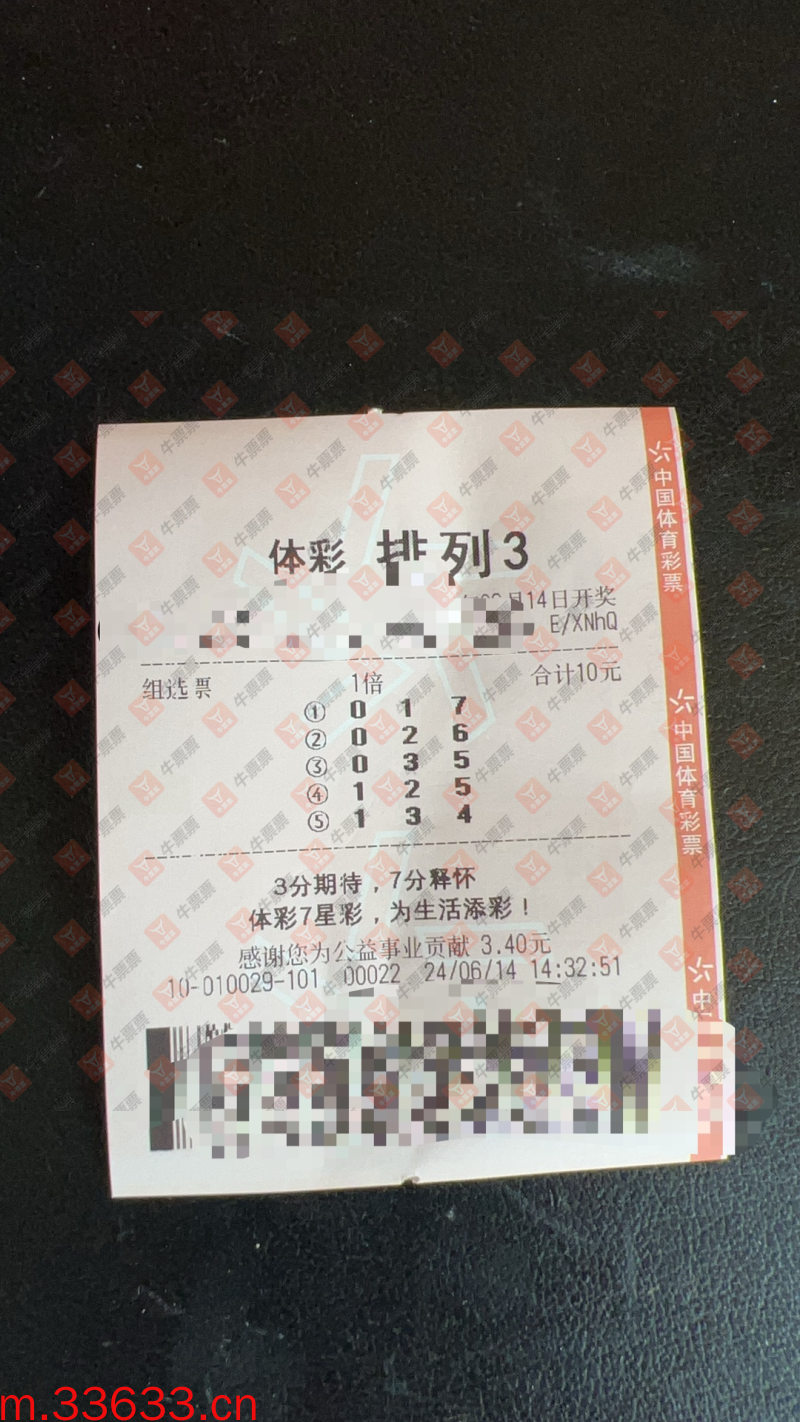 体彩 排列3
月14日开奖
E/XNhQ
组选票 1倍 合计10元
① 0 1 7
② 0 2 6
③ 0 3 5
④ 1 2 5
⑤ 1 3 4
3分期待，7分释怀
体彩7星彩，为生活添彩！
感谢您为公益事业贡献 3.40元
10-010029-101 00022 24/06/14 14:32:51
中国体育彩票
中国体育彩票
中
牛票票
m.33633.cn